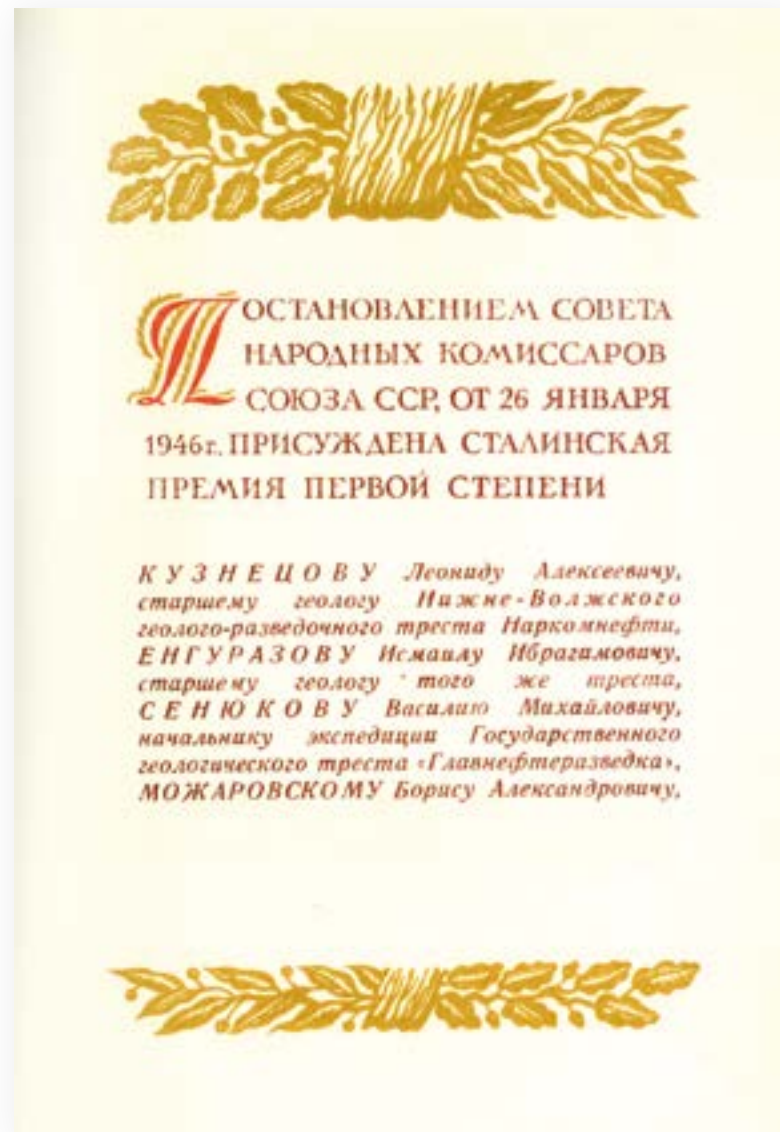 ПОСТАНОВЛЕНИЕМ СОВЕТА
НАРОДНЫХ КОМИССАРОВ
СОЮЗА ССР, ОТ 26 ЯНВАРЯ
1946г. ПРИСУЖДЕНА СТАЛИНСКАЯ
ПРЕМИЯ ПЕРВОЙ СТЕПЕНИ
КУЗНЕЦОВУ Леониду Алексеевичу,
старшему геологу Нижне-Волжского
геолого-разведочного треста Наркомнефти,
ЕНГУРАЗОВУ Исмаилу Ибрагимовичу,
старшему геологу того же треста,
СЕНЮКОВУ Василию Михайловичу,
начальнику экспедиции Государственного
геологического треста «Главнефтеразведка»,
МОЖАРОВСКОМУ Борису Александровичу,